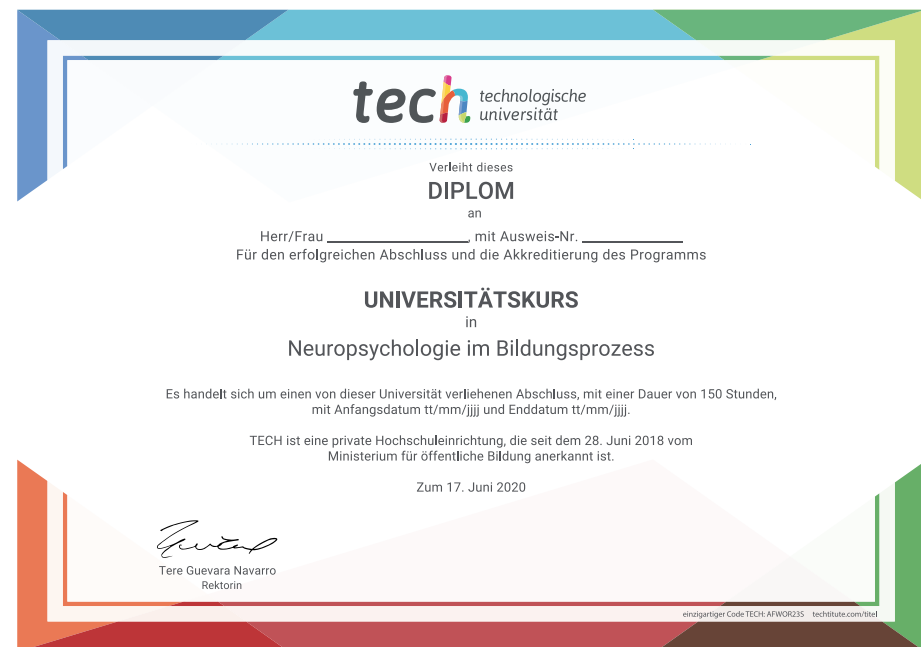 tech technologische
universität
Verleiht dieses
DIPLOM
an
Herr/Frau ____________, mit Ausweis-Nr. ____________
Für den erfolgreichen Abschluss und die Akkreditierung des Programms
UNIVERSITÄTSKURS
in
Neuropsychologie im Bildungsprozess
Es handelt sich um einen von dieser Universität verliehenen Abschluss, mit einer Dauer von 150 Stunden,
mit Anfangsdatum tt/mm/jjjj und Enddatum tt/mm/jjjj.
TECH ist eine private Hochschuleinrichtung, die seit dem 28. Juni 2018 vom
Ministerium für öffentliche Bildung anerkannt ist.
Zum 17. Juni 2020
Tere Guevara Navarro
Rektorin
einzigartiger Code TECH: AFWOR23S techtitute.com/titel